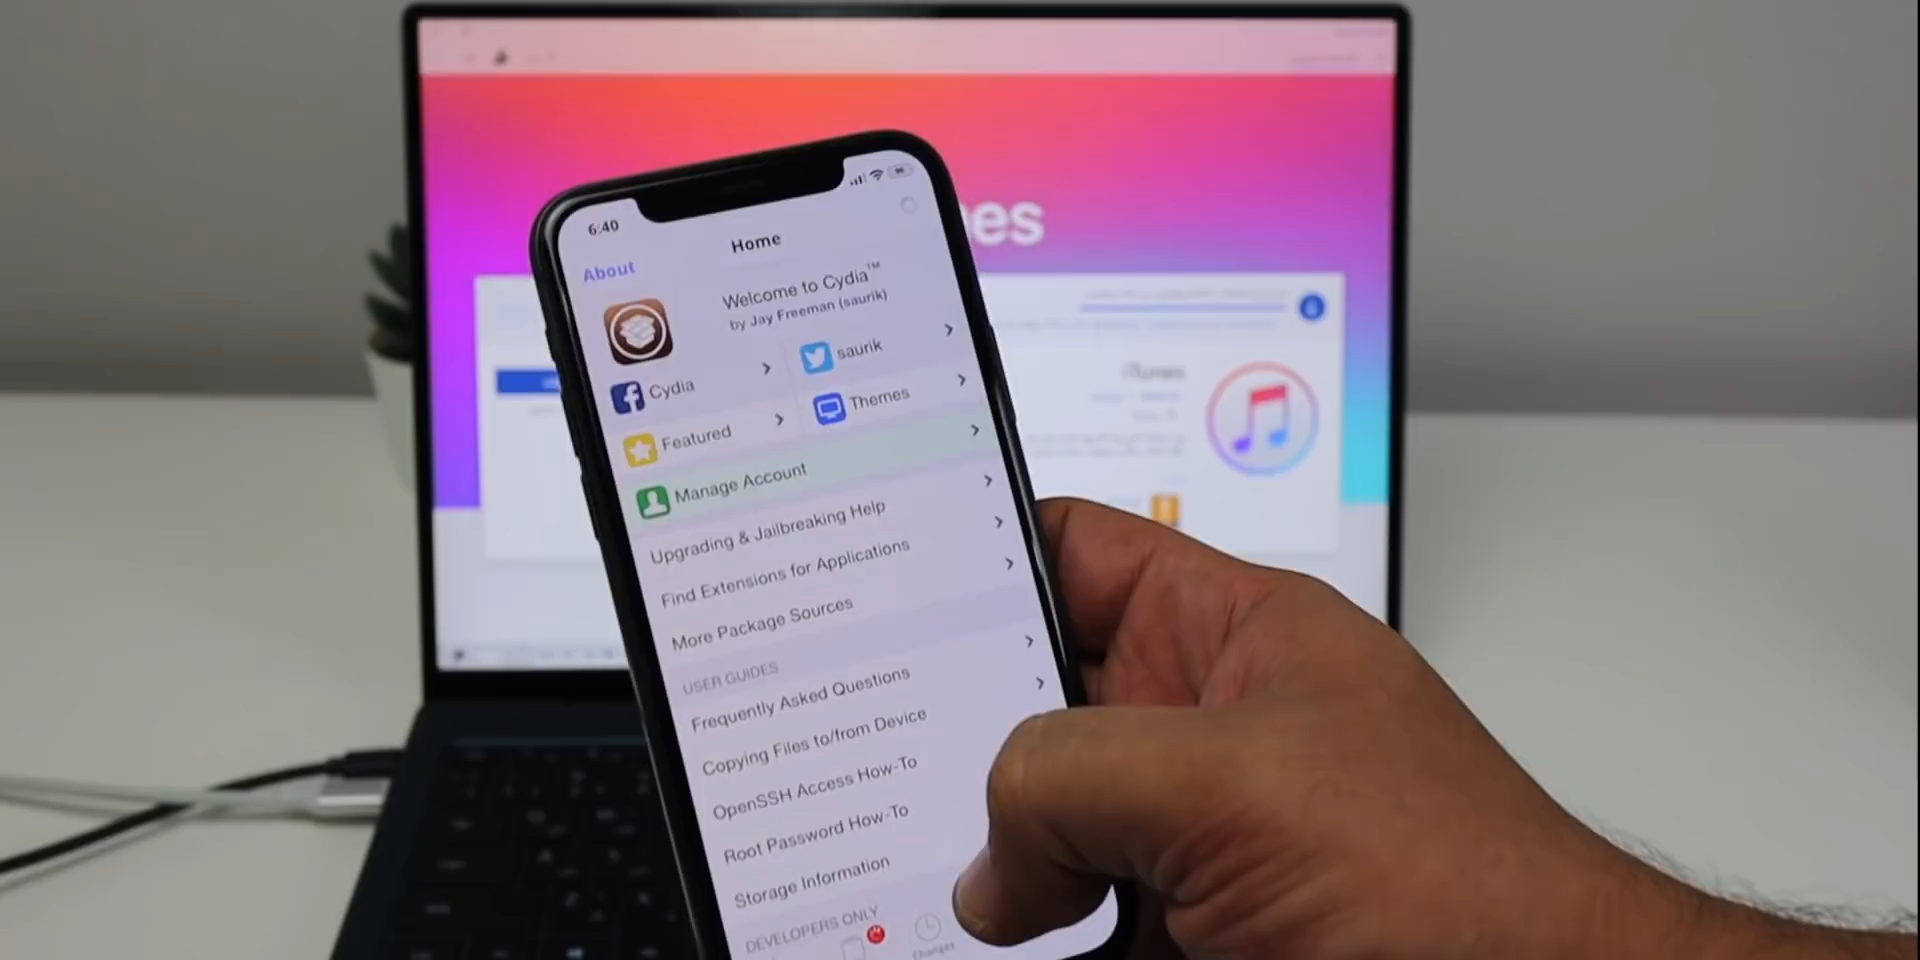 es
6:40
Home
About
Welcome to Cydia™
by Jay Freeman (saurik)
Cydia
saurik
Featured
Themes
Manage Account
Upgrading & Jailbreaking Help
Find Extensions for Applications
More Package Sources
USER GUIDES
Frequently Asked Questions
Copying Files to/from Device
OpenSSH Access How-To
Root Password How-To
Storage Information
DEVELOPERS ONLY
Changes
iTunes